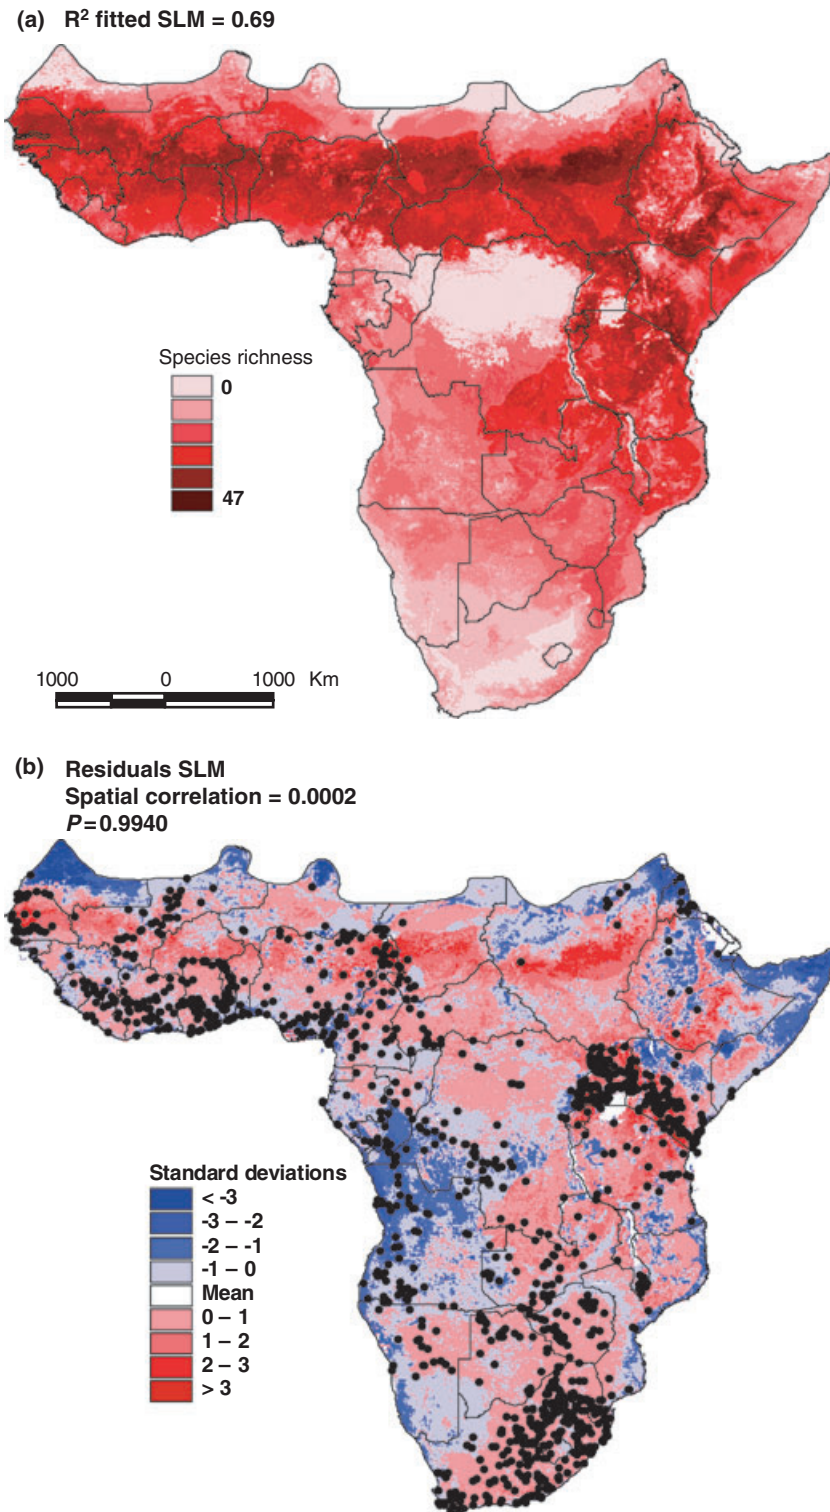 (a) R² fitted SLM = 0.69
Species richness
0
47
1000 0 1000 Km
(b) Residuals SLM
Spatial correlation = 0.0002
P=0.9940
Standard deviations
< -3
-3 – -2
-2 – -1
-1 – 0
Mean
0 – 1
1 – 2
2 – 3
> 3